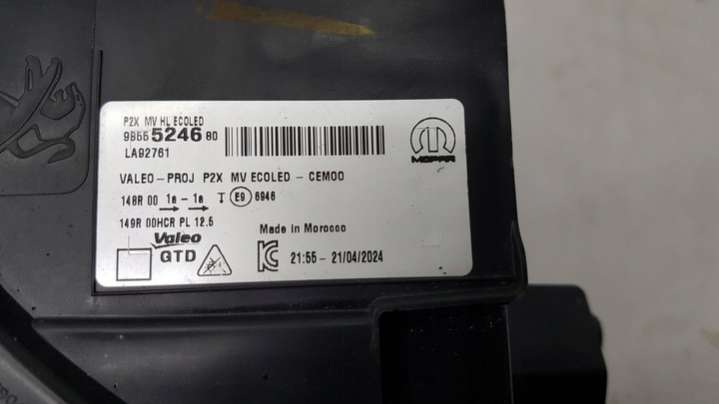 P2X MV HL ECOLED
9855524680
LA92761
MOPAR
VALEO-PROJ P2X MV ECOLED - CEM00
148R 00 1a - 1a T E9 6946
149R 00HCR PL 12.5
Valeo
GTD
Made in Morocco
21:55 - 21/04/2024